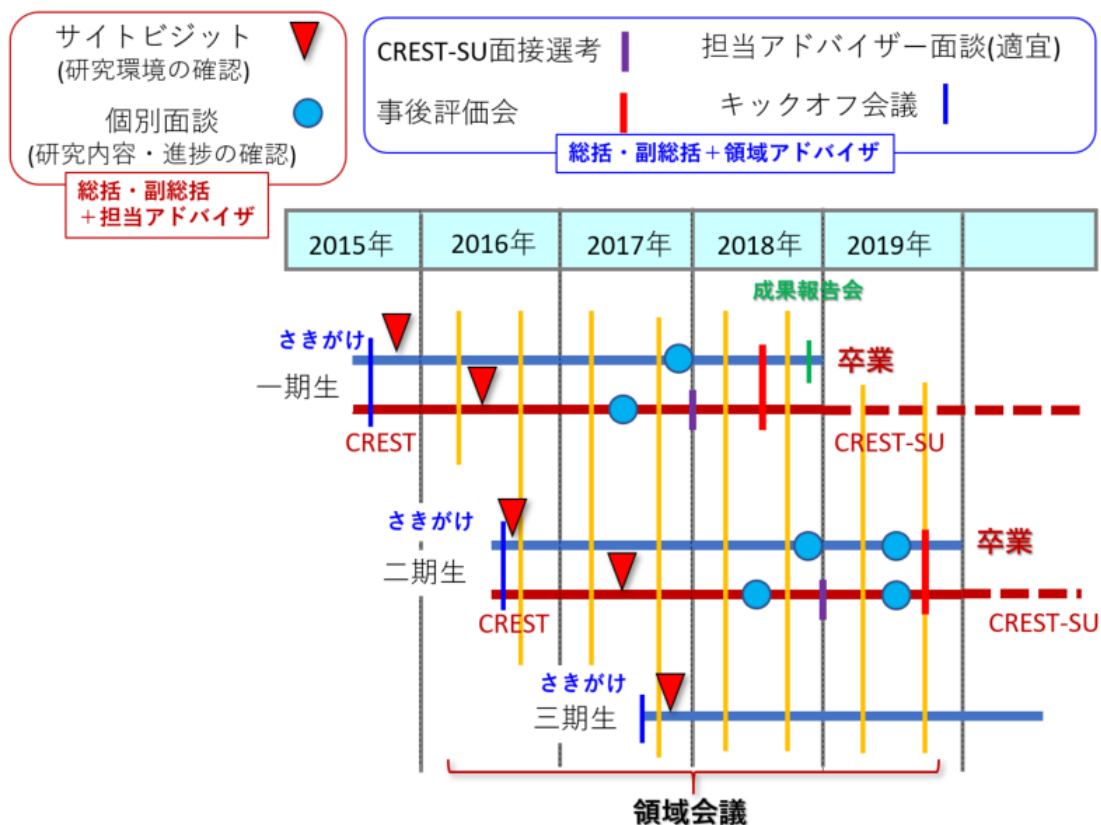 サイトビジット
(研究環境の確認)
個別面談
(研究内容・進捗の確認)
総括・副総括
＋担当アドバイザ
CREST-SU面接選考
担当アドバイザー面談(適宜)
事後評価会
キックオフ会議
総括・副総括＋領域アドバイザ
2015年
2016年
2017年
2018年
2019年
成果報告会
さきがけ
卒業
一期生
CREST
CREST-SU
さきがけ
卒業
二期生
CREST
CREST-SU
さきがけ
三期生
領域会議